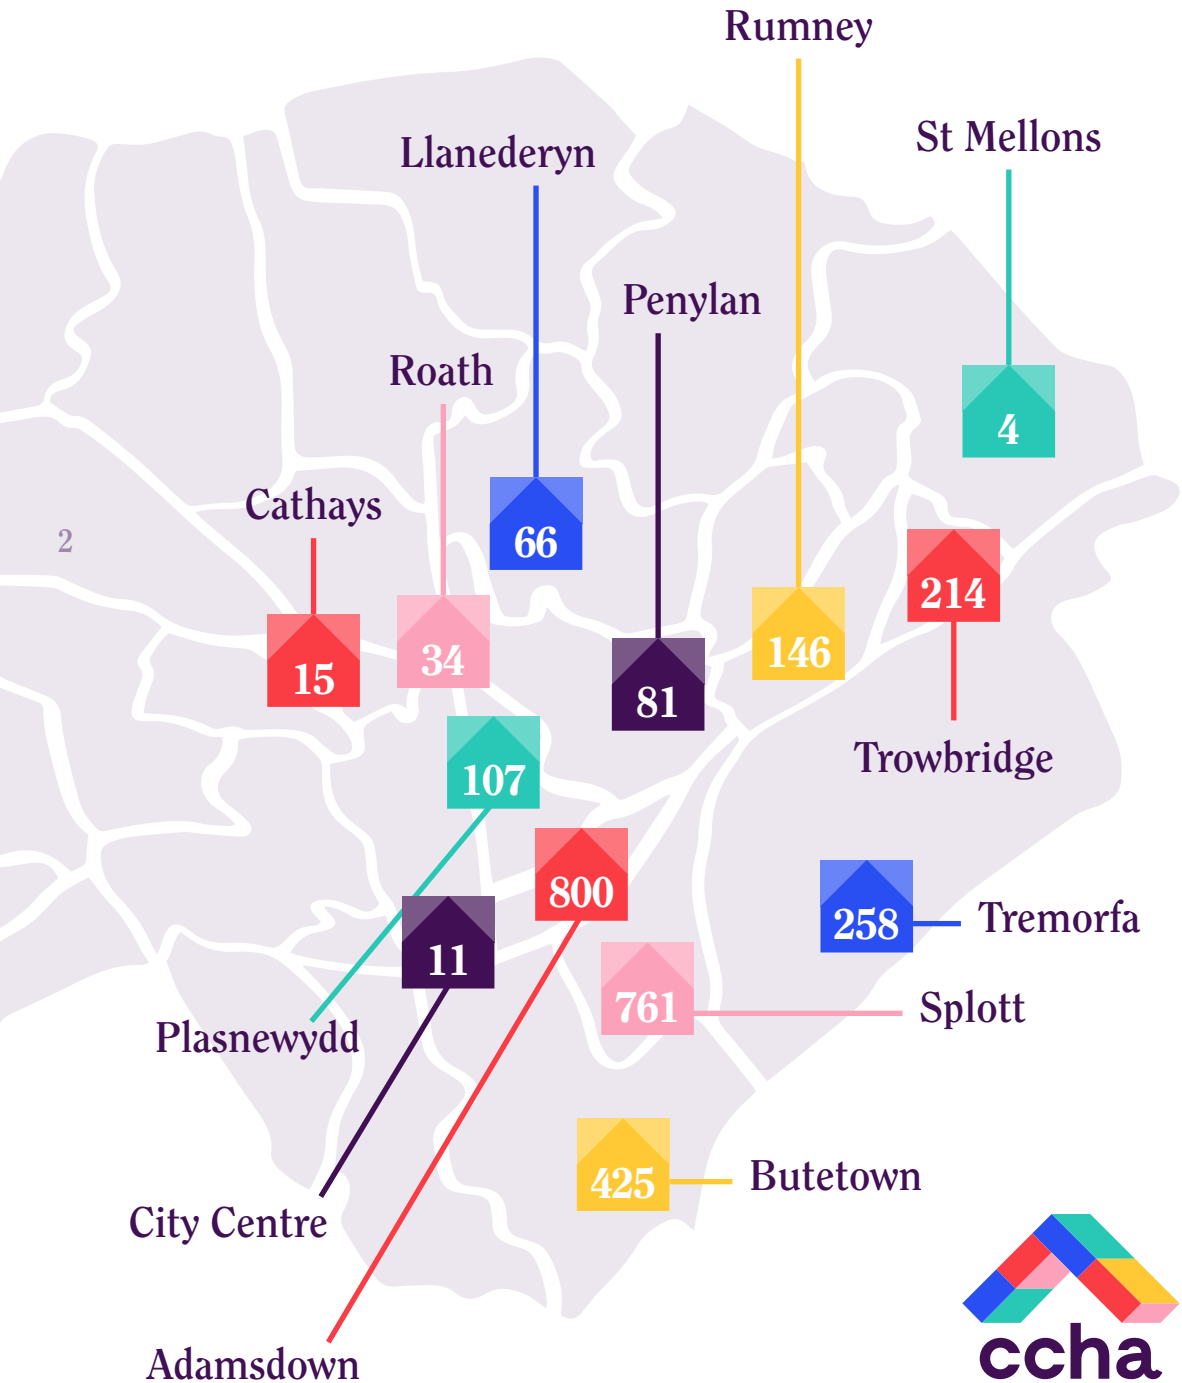 Rumney
St Mellons
Llanederyn
Penylan
Roath
4
Cathays
66
2
214
146
34
15
81
Trowbridge
107
800
258
Tremorfa
11
761
Splott
Plasnewydd
425
Butetown
City Centre
Adamsdown
ccha